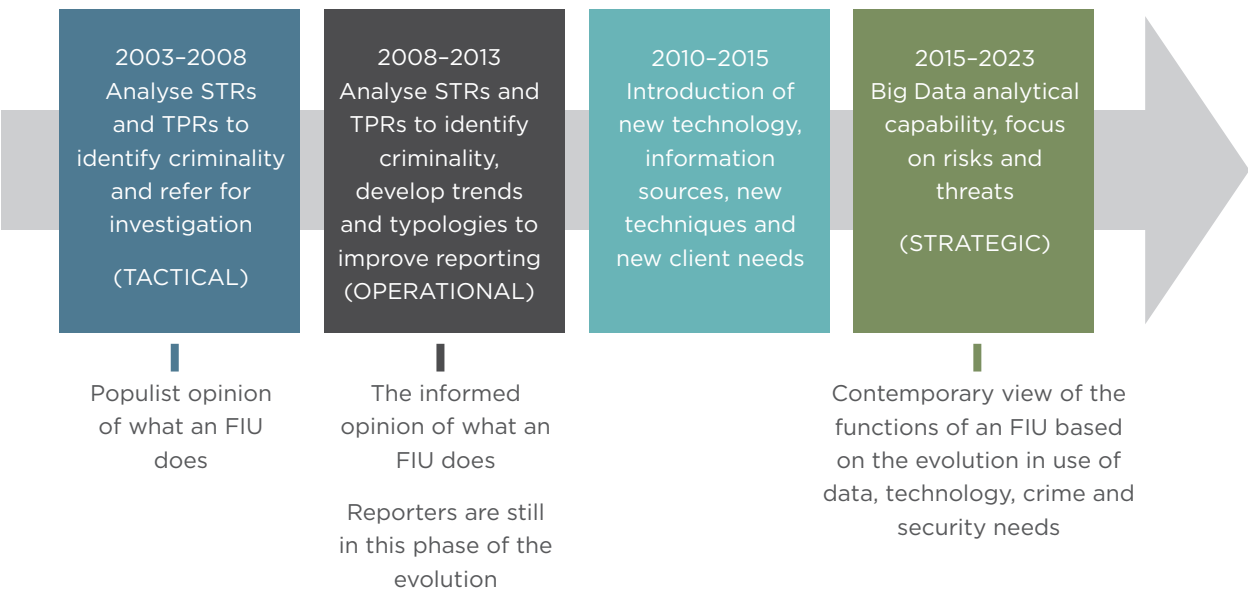 2003–2008
Analyse STRs
and TPRs to
identify criminality
and refer for
investigation
(TACTICAL)
Populist opinion
of what an FIU
does
2008–2013
Analyse STRs and
TPRs to identify
criminality,
develop trends
and typologies to
improve reporting
(OPERATIONAL)
The informed
opinion of what an
FIU does
Reporters are still
in this phase of the
evolution
2010–2015
Introduction of
new technology,
information
sources, new
techniques and
new client needs
2015–2023
Big Data analytical
capability, focus
on risks and
threats
(STRATEGIC)
Contemporary view of the
functions of an FIU based
on the evolution in use of
data, technology, crime and
security needs